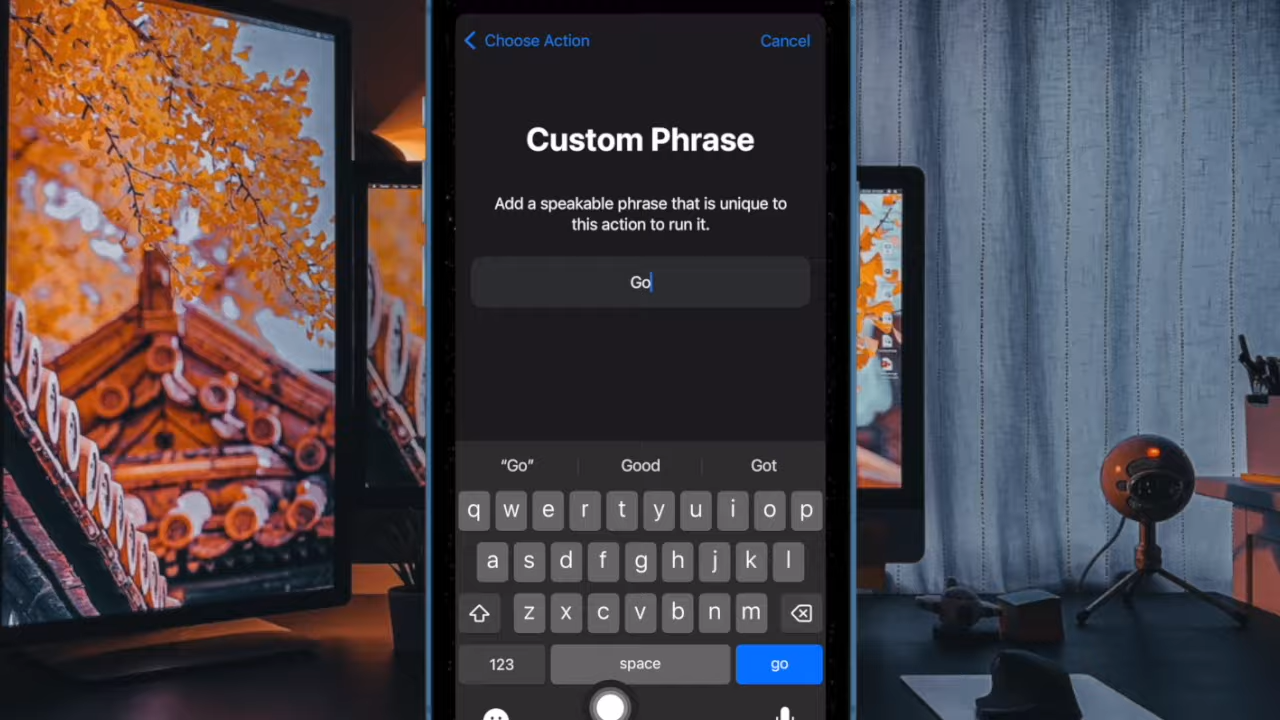 Choose Action
Cancel
Custom Phrase
Add a speakable phrase that is unique to
this action to run it.
Go
“Go” Good Got
q w e r t y u i o p
a s d f g h j k l
z x c v b n m
123 space go